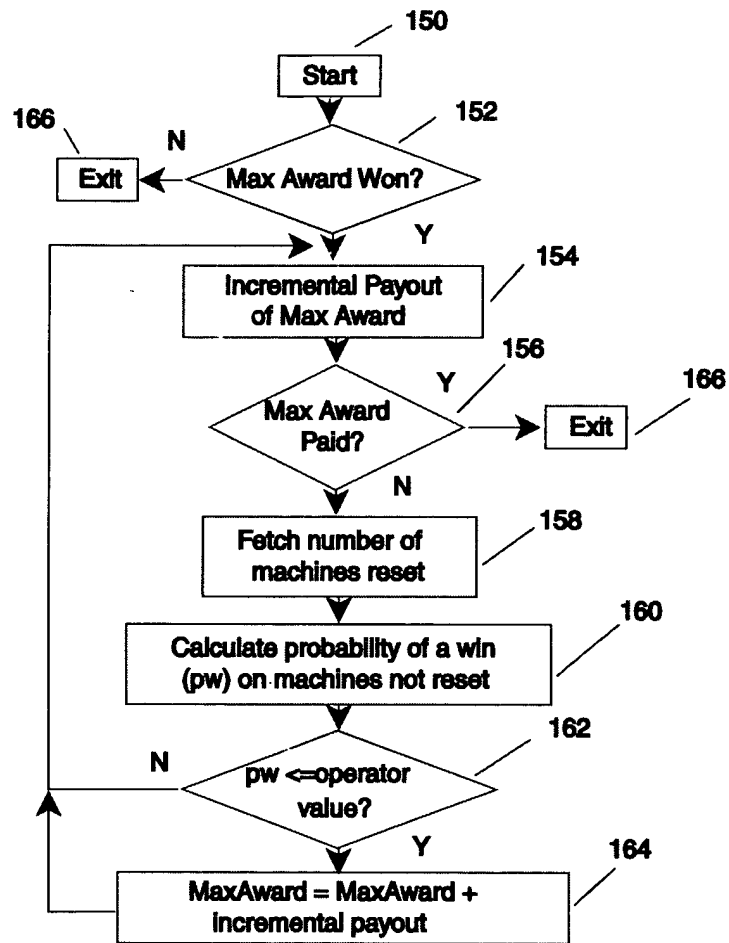 150
Start
152
166
N
Exit
Max Award Won?
Y
154
Incremental Payout
of Max Award
156
Y
166
Max Award
Paid?
Exit
N
158
Fetch number of
machines reset
160
Calculate probability of a win
(pw) on machines not reset
162
N
pw <=operator
value?
Y
164
MaxAward = MaxAward +
incremental payout